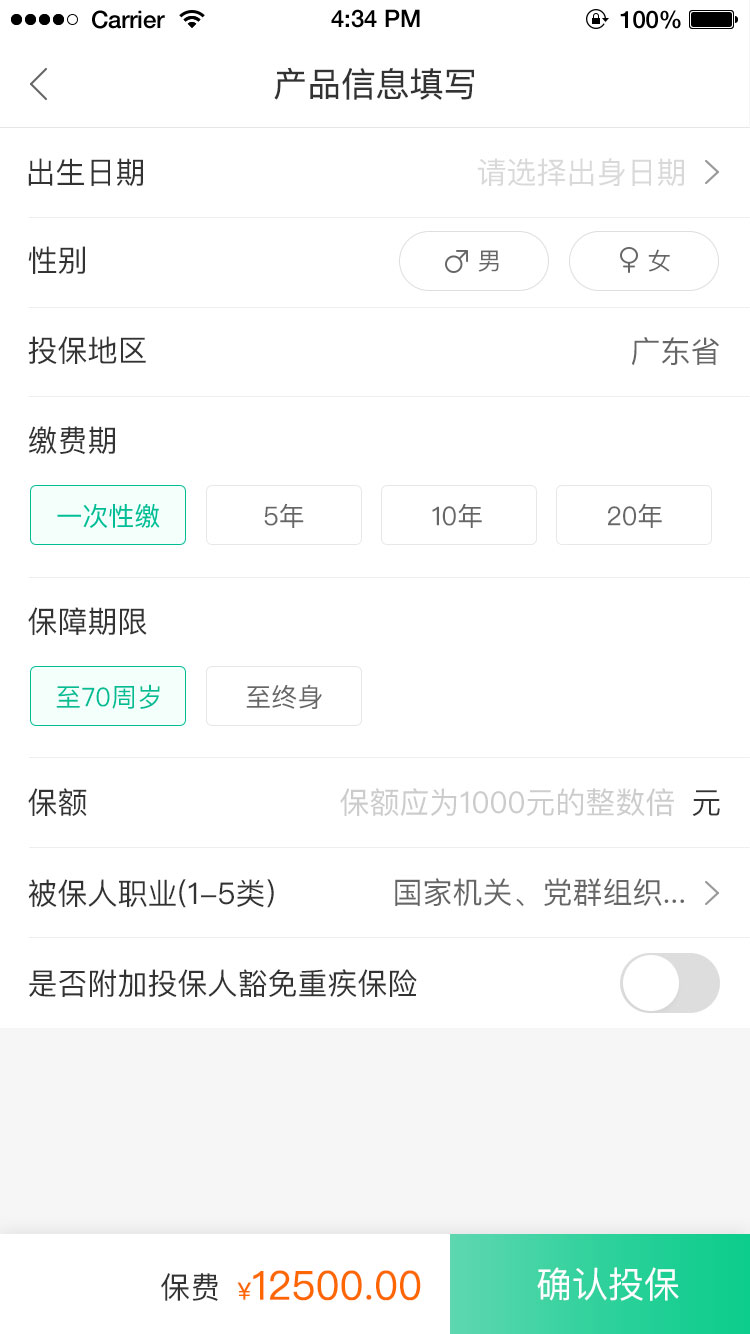 Carrier 4:34 PM 100%
产品信息填写
出生日期 请选择出身日期
性别 男 女
投保地区 广东省
缴费期
一次性缴 5年 10年 20年
保障期限
至70周岁 至终身
保额 保额应为1000元的整数倍 元
被保人职业(1-5类) 国家机关、党群组织...
是否附加投保人豁免重疾保险
保费 ¥12500.00 确认投保